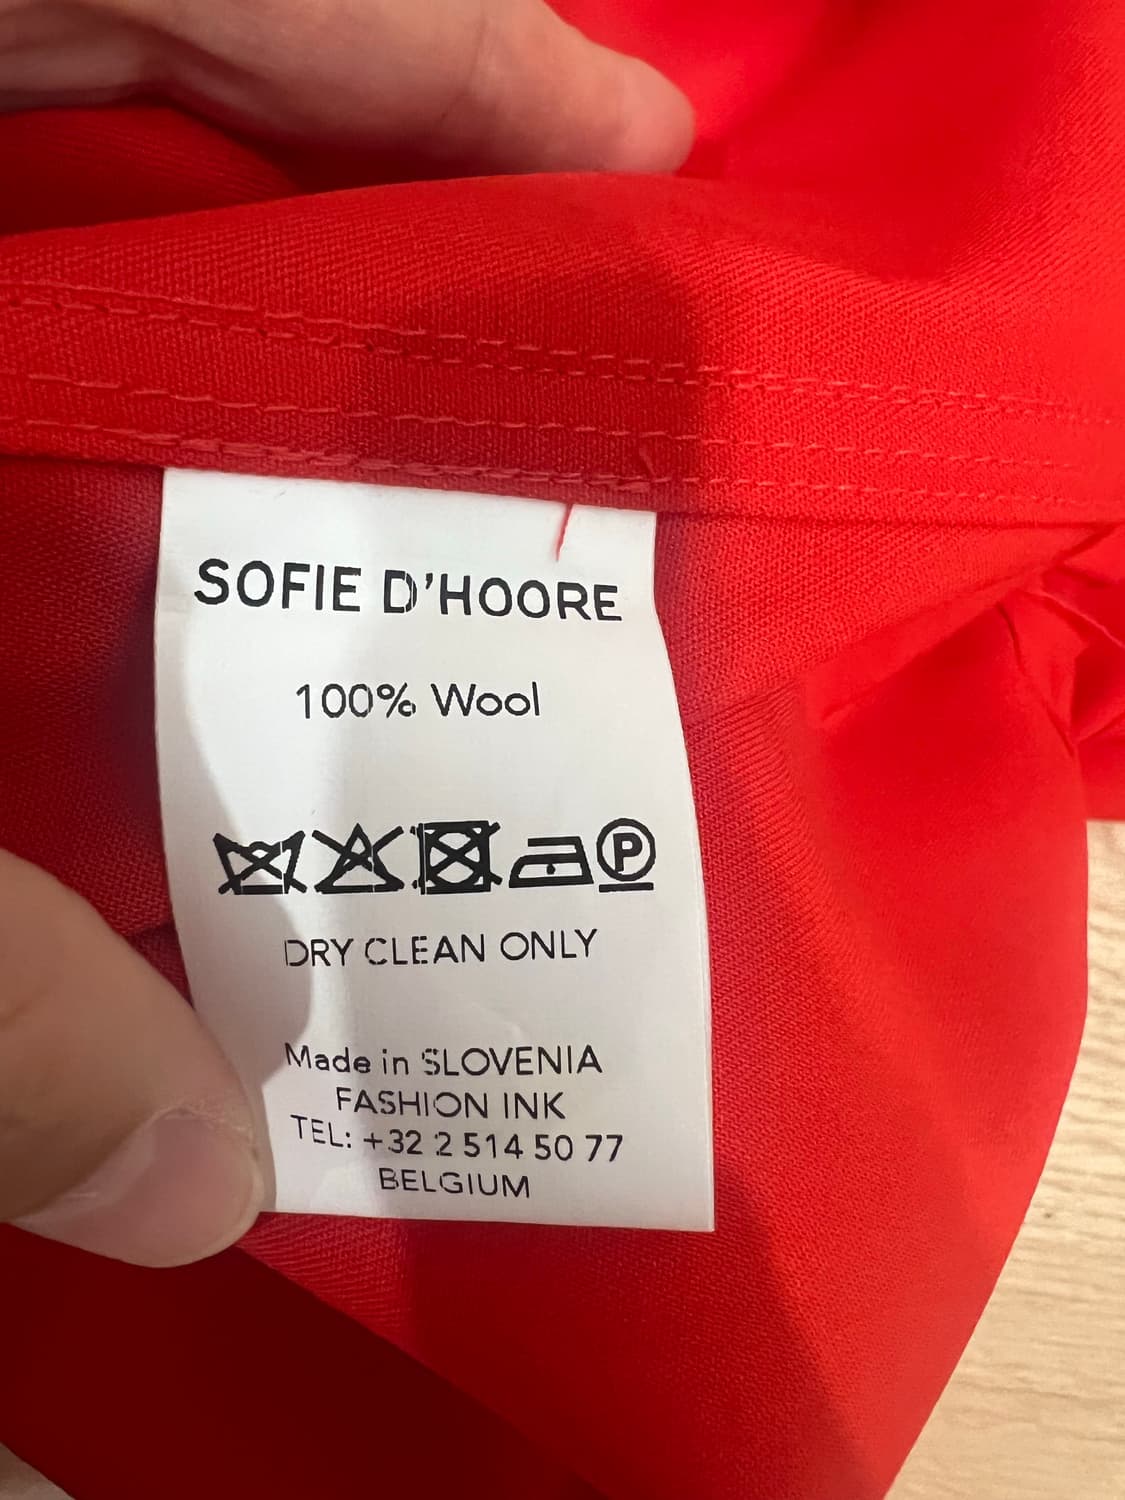 SOFIE D'HOORE
100% Wool
P
DRY CLEAN ONLY
Made in SLOVENIA
FASHION INK
TEL: +32 2 514 50 77
BELGIUM